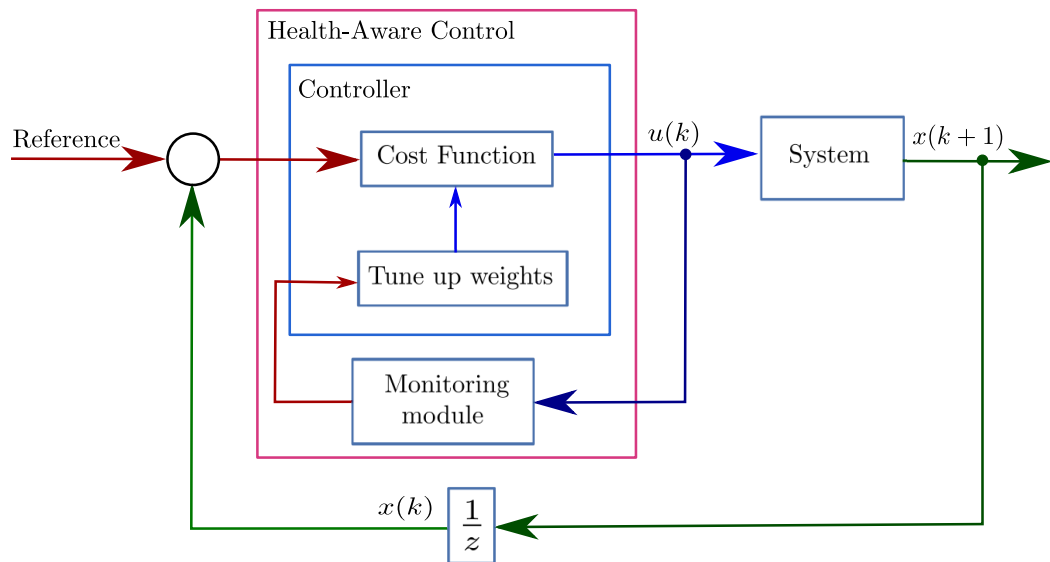 Health-Aware Control
Controller
Reference
Cost Function
u(k)
System
x(k + 1)
Tune up weights
Monitoring
module
x(k)
1
z